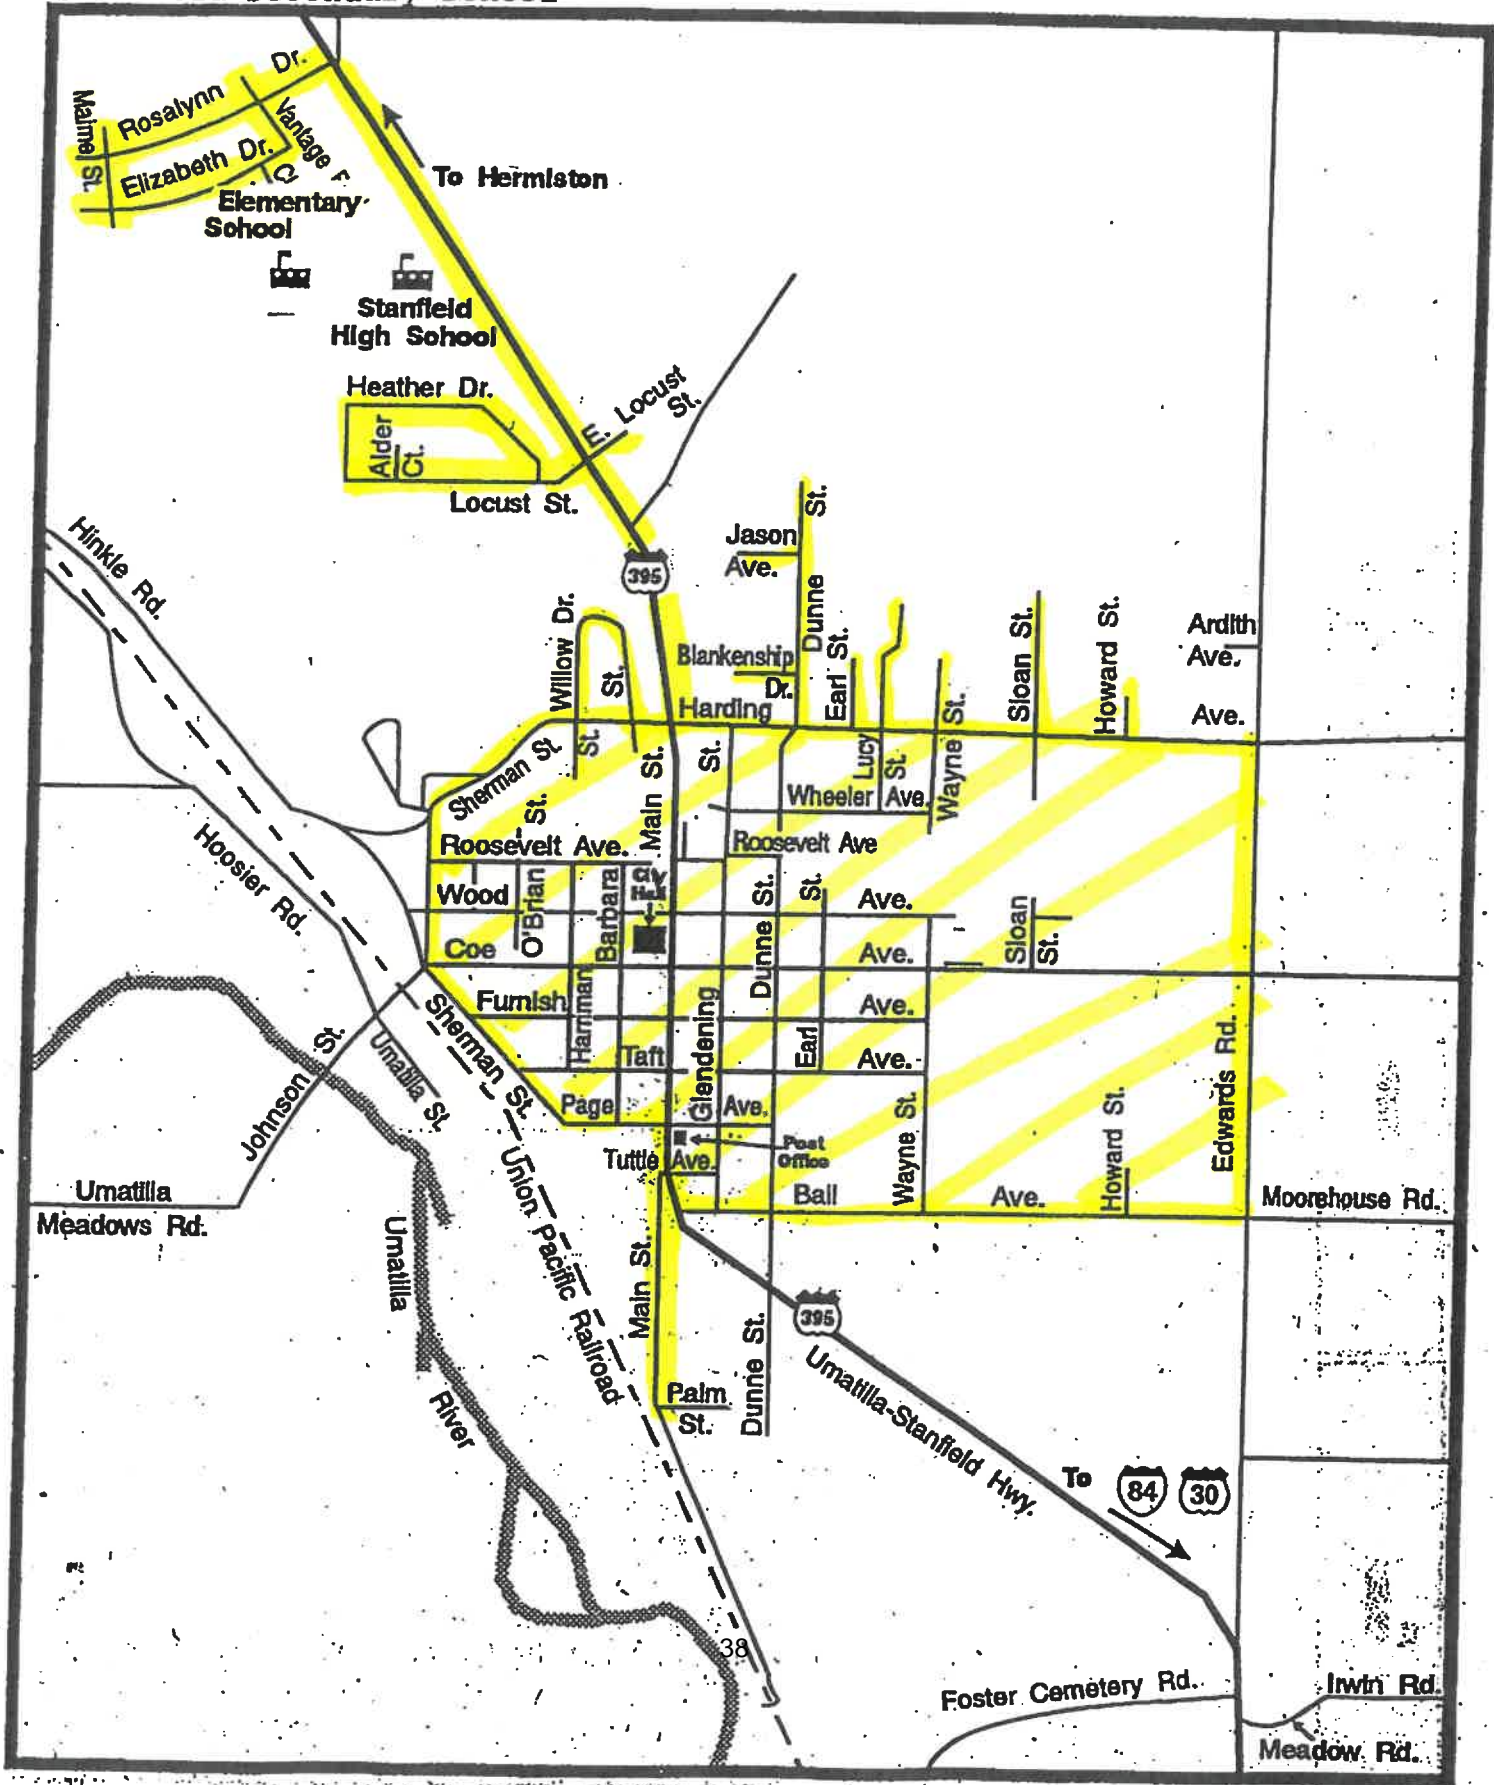 Secondary School
Rosalynn Dr.
Maime St.
Vantage
Elizabeth Dr.
Elementary
School
To Hermiston
Stanfield
High School
Heather Dr.
Alder
Ct.
E. Locust
St.
Locust St.
Hinkle Rd.
395
Jason
Ave.
Dunne St.
Willow Dr.
St.
Blankenship
Dr.
Earl St.
Sloan St.
Howard St.
Ardith
Ave.
Harding
Ave.
Sherman St
St.
St.
Main St.
St.
Lucy
St
Wayne St.
Wheeler Ave.
Roosevelt Ave.
Roosevelt Ave
Hoosier Rd.
Wood
O'Brian
Barbara
City
Hall
Dunne St.
St.
Ave.
Coe
Ave.
Sloan
St.
Furnish
Hamman
Glendening
Ave.
Sherman St.
Taft
Earl
Ave.
Johnson St.
Umatilla St.
Page
Ave.
Wayne St.
Howard St.
Edwards Rd.
Post
Office
Tuttle Ave.
Ball
Ave.
Moorehouse Rd.
Umatilla
Meadows Rd.
Umatilla
River
Union Pacific Railroad
Main St.
Palm
St.
Dunne St.
395
Umatilla-Stanfield Hwy.
To 84 30
38
Foster Cemetery Rd.
Irwin Rd.
Meadow Rd.